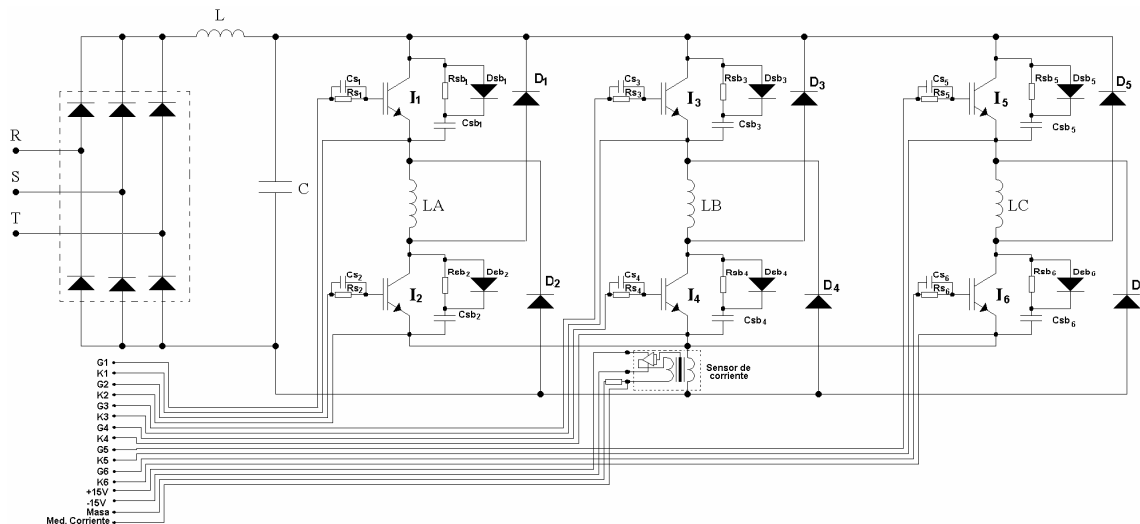 L
R
S
T
C
Cs1
Rs1
I1
Rsb1
Dsb1
Csb1
D1
LA
Cs2
Rs2
I2
Rsb2
Dsb2
Csb2
D2
Cs3
Rs3
I3
Rsb3
Dsb3
Csb3
D3
LB
Cs4
Rs4
I4
Rsb4
Dsb4
Csb4
D4
Cs5
Rs5
I5
Rsb5
Dsb5
Csb5
D5
LC
Cs6
Rs6
I6
Rsb6
Dsb6
Csb6
D
Sensor de
corriente
G1
K1
G2
K2
G3
K3
G4
K4
G5
K5
G6
K6
+15V
-15V
Masa
Med. Corriente